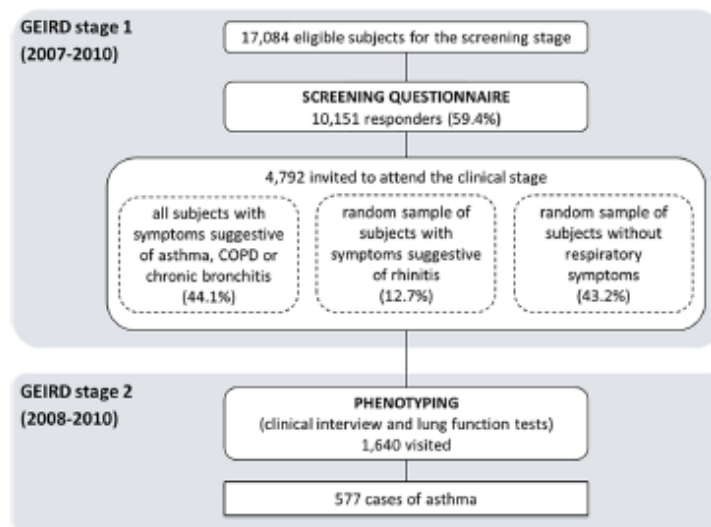 GEIRD stage 1
(2007-2010)
17,084 eligible subjects for the screening stage
SCREENING QUESTIONNAIRE
10,151 responders (59.4%)
4,792 invited to attend the clinical stage
all subjects with
symptoms suggestive
of asthma, COPD or
chronic bronchitis
(44.1%)
random sample of
subjects with
symptoms suggestive
of rhinitis
(12.7%)
random sample of
subjects without
respiratory
symptoms
(43.2%)
GEIRD stage 2
(2008-2010)
PHENOTYPING
(clinical interview and lung function tests)
1,640 visited
577 cases of asthma